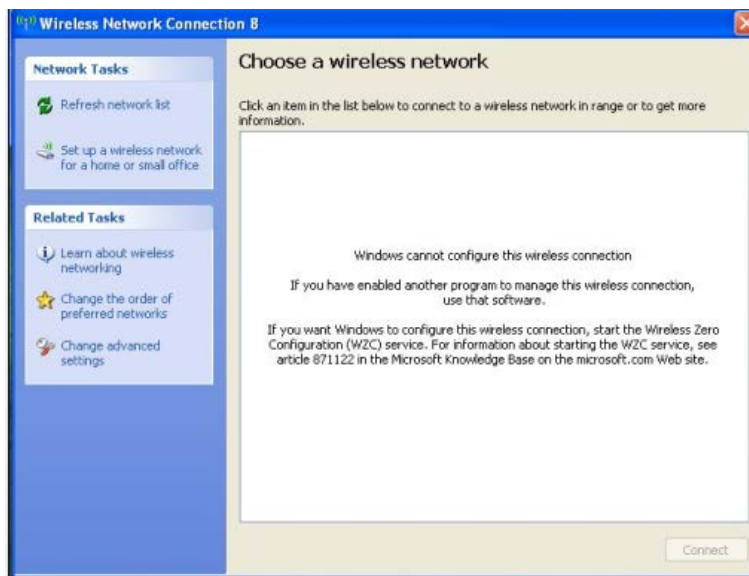 Wireless Network Connection 8
Network Tasks
Refresh network list
Set up a wireless network
for a home or small office
Related Tasks
Learn about wireless
networking
Change the order of
preferred networks
Change advanced
settings
Choose a wireless network
Click an item in the list below to connect to a wireless network in range or to get more
information.
Windows cannot configure this wireless connection
If you have enabled another program to manage this wireless connection,
use that software.
If you want Windows to configure this wireless connection, start the Wireless Zero
Configuration (WZC) service. For information about starting the WZC service, see
article 871122 in the Microsoft Knowledge Base on the microsoft.com Web site.
Connect